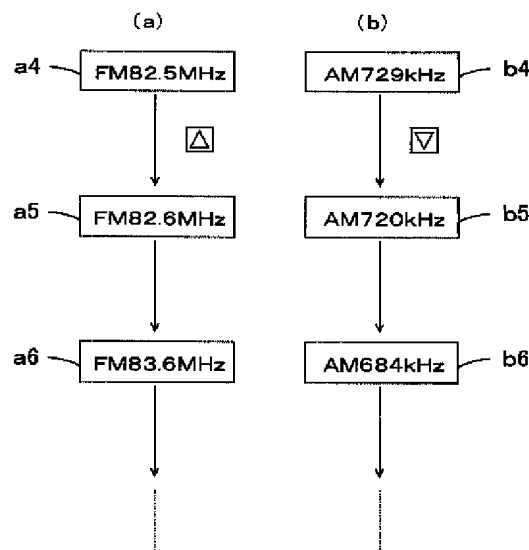 (a) (b)
a4 FM82.5MHz AM729kHz b4
a5 FM82.6MHz AM720kHz b5
a6 FM83.6MHz AM684kHz b6